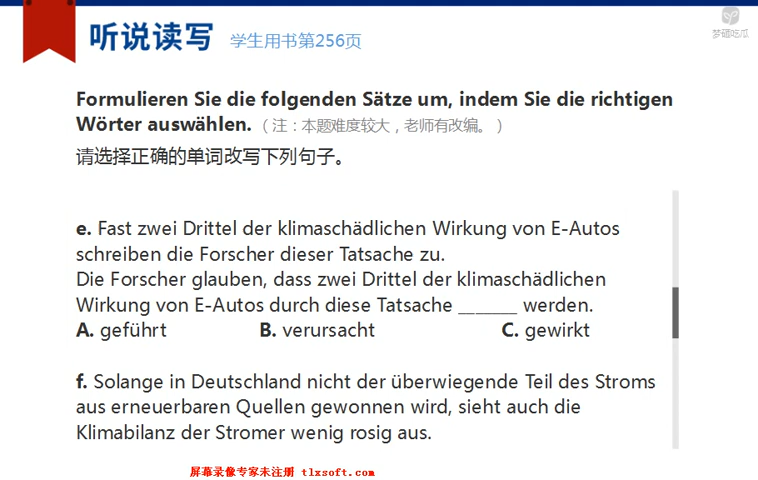 听说读写 学生用书第256页
梦砸吃瓜
Formulieren Sie die folgenden Sätze um, indem Sie die richtigen
Wörter auswählen. （注：本题难度较大，老师有改编。）
请选择正确的单词改写下列句子。
e. Fast zwei Drittel der klimaschädlichen Wirkung von E-Autos
schreiben die Forscher dieser Tatsache zu.
Die Forscher glauben, dass zwei Drittel der klimaschädlichen
Wirkung von E-Autos durch diese Tatsache _______ werden.
A. geführt B. verursacht C. gewirkt
f. Solange in Deutschland nicht der überwiegende Teil des Stroms
aus erneuerbaren Quellen gewonnen wird, sieht auch die
Klimabilanz der Stromer wenig rosig aus.
屏幕录像专家未注册 tlxsoft.com